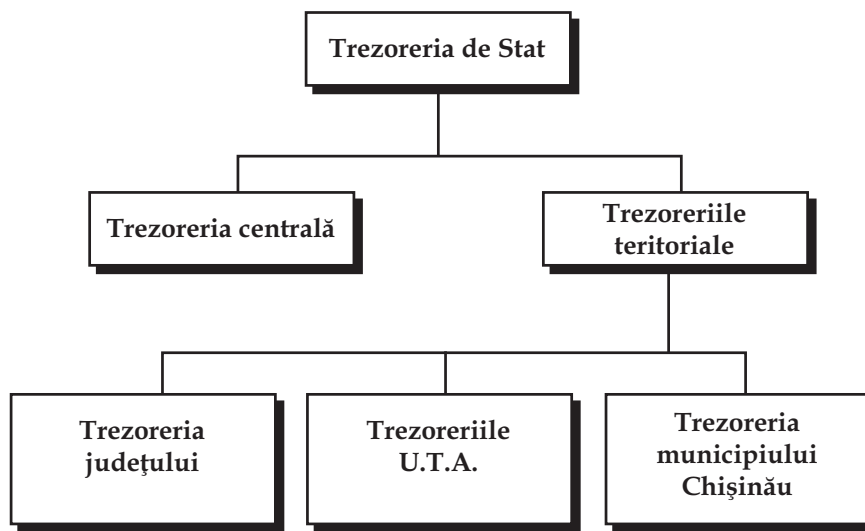 Trezoreria de Stat
Trezoreria centrală
Trezoreriile
teritoriale
Trezoreria
judeţului
Trezoreriile
U.T.A.
Trezoreria
municipiului
Chişinău